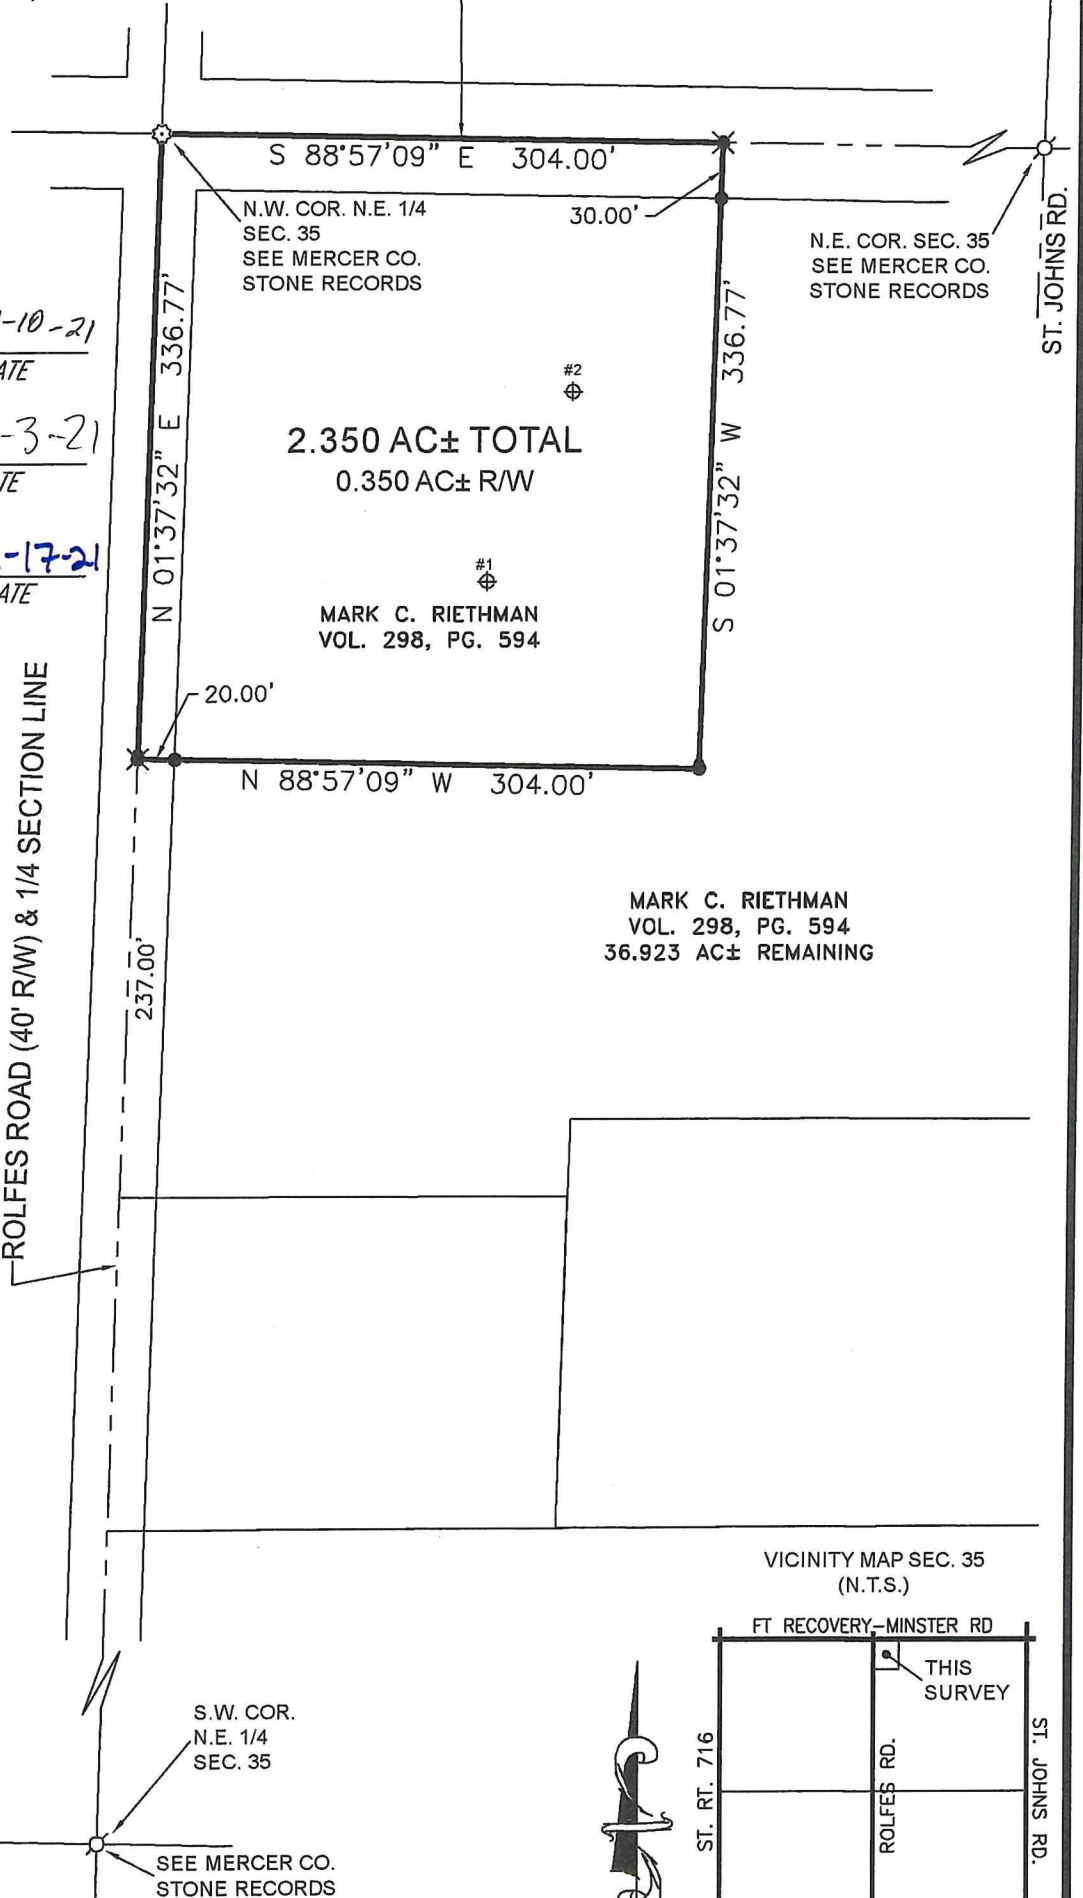 S 88°57'09" E 304.00'
N.W. COR. N.E. 1/4
SEC. 35
SEE MERCER CO.
STONE RECORDS
30.00'
N.E. COR. SEC. 35
SEE MERCER CO.
STONE RECORDS
ST. JOHNS RD.
-10-21
ATE
-3-21
TE
-17-21
ATE
N 01°37'32" E 336.77'
S 01°37'32" W 336.77'
#2
2.350 AC± TOTAL
0.350 AC± R/W
#1
MARK C. RIETHMAN
VOL. 298, PG. 594
20.00'
N 88°57'09" W 304.00'
ROLFES ROAD (40' R/W) & 1/4 SECTION LINE
237.00'
MARK C. RIETHMAN
VOL. 298, PG. 594
36.923 AC± REMAINING
VICINITY MAP SEC. 35
(N.T.S.)
FT RECOVERY-MINSTER RD
THIS
SURVEY
ST. RT. 716
ROLFES RD.
ST. JOHNS RD.
S.W. COR.
N.E. 1/4
SEC. 35
SEE MERCER CO.
STONE RECORDS